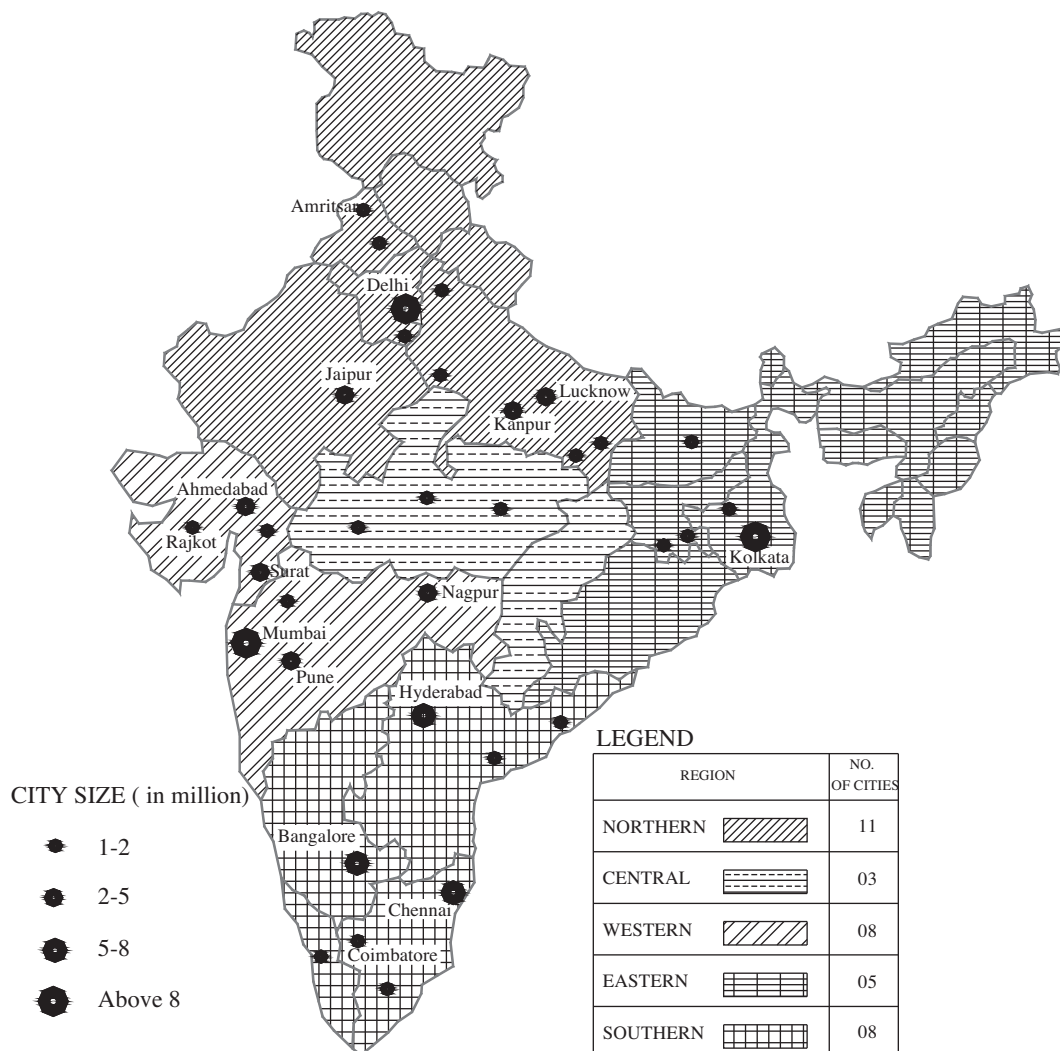 Amritsar
Delhi
Jaipur
Lucknow
Kanpur
Ahmedabad
Rajkot
Kolkata
Surat
Nagpur
Mumbai
Pune
Hyderabad
Bangalore
Chennai
Coimbatore
CITY SIZE ( in million)
1-2
2-5
5-8
Above 8
LEGEND
REGION
NO.
OF CITIES
NORTHERN 11
CENTRAL 03
WESTERN 08
EASTERN 05
SOUTHERN 08